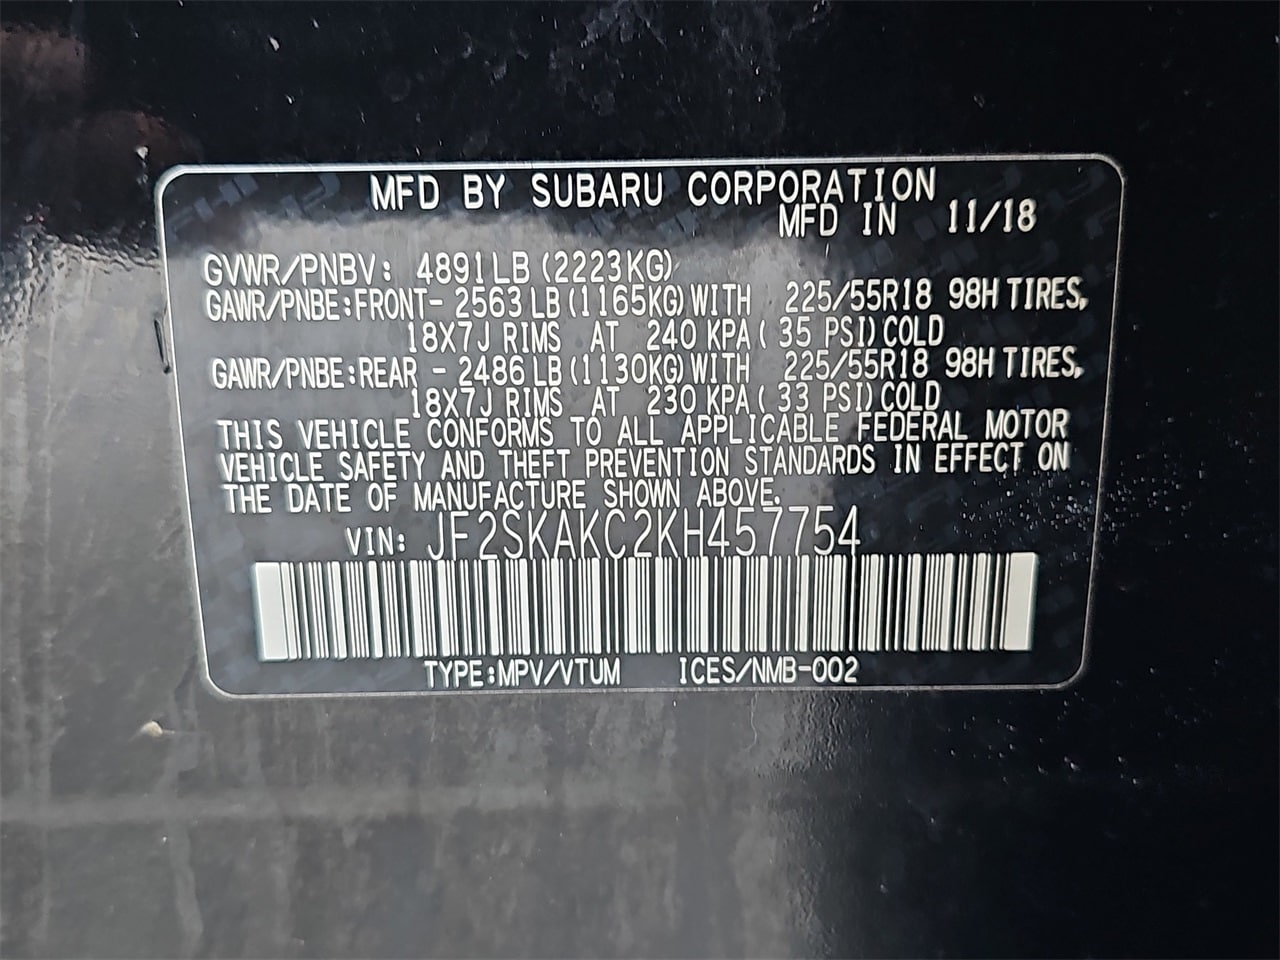 MFD BY SUBARU CORPORATION
MFD IN 11/18
GVWR/PNBV: 4891LB (2223KG)
GAWR/PNBE:FRONT- 2563 LB (1165KG) WITH 225/55R18 98H TIRES,
18X7J RIMS AT 240 KPA ( 35 PSI) COLD
GAWR/PNBE:REAR - 2486 LB (1130KG) WITH 225/55R18 98H TIRES,
18X7J RIMS AT 230 KPA ( 33 PSI) COLD
THIS VEHICLE CONFORMS TO ALL APPLICABLE FEDERAL MOTOR
VEHICLE SAFETY AND THEFT PREVENTION STANDARDS IN EFFECT ON
THE DATE OF MANUFACTURE SHOWN ABOVE.
VIN: JF2SKAKC2KH457754
TYPE:MPV/VTUM ICES/NMB-002